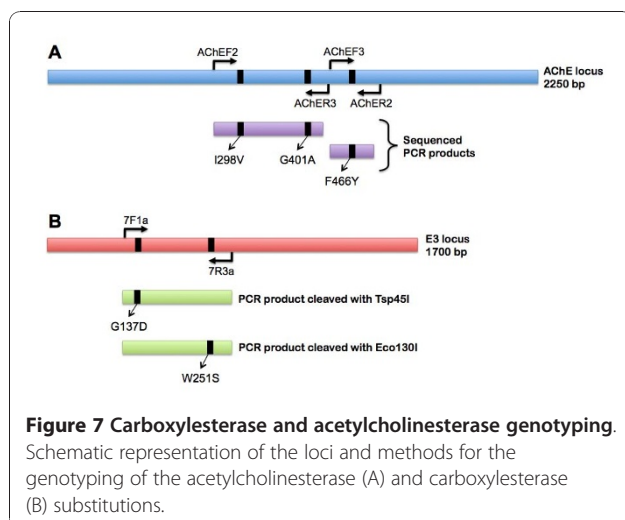 A
AChEF2
AChEF3
AChE locus
2250 bp
AChER3
AChER2
Sequenced
PCR products
I298V
G401A
F466Y
B
7F1a
E3 locus
1700 bp
7R3a
PCR product cleaved with Tsp45I
G137D
PCR product cleaved with Eco130I
W251S
Figure 7 Carboxylesterase and acetylcholinesterase genotyping.
Schematic representation of the loci and methods for the
genotyping of the acetylcholinesterase (A) and carboxylesterase
(B) substitutions.